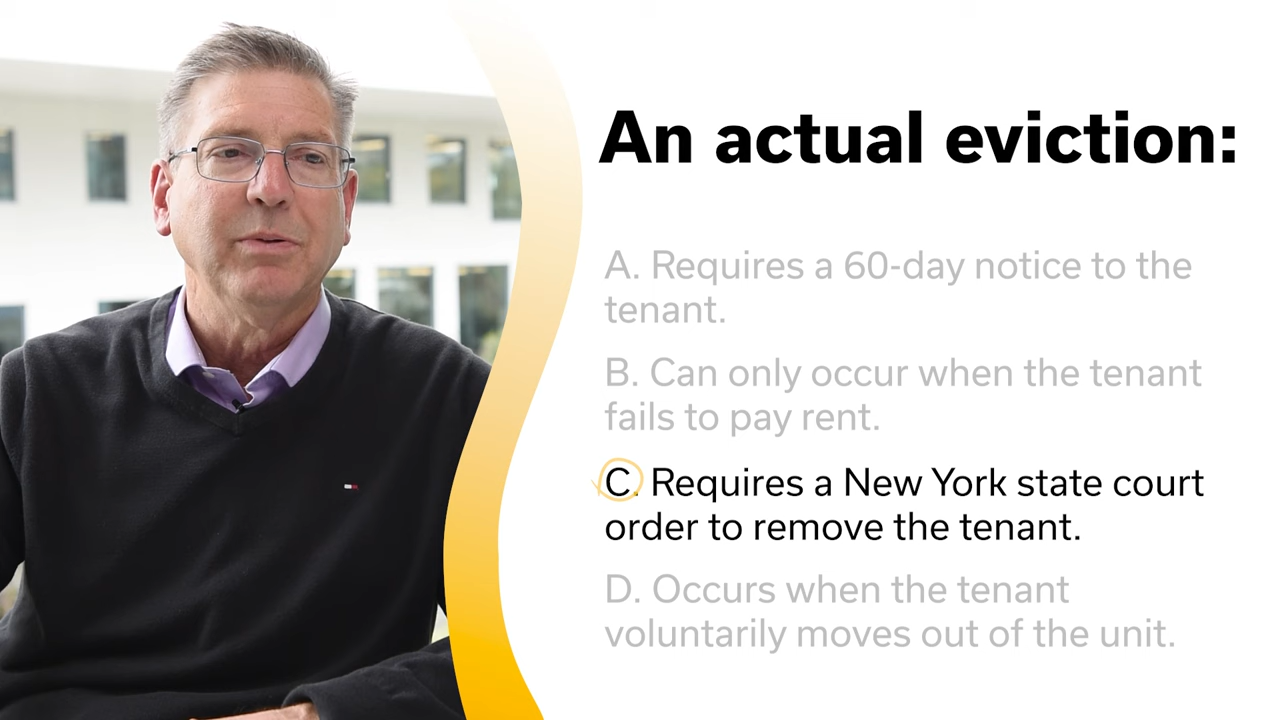 An actual eviction:
A. Requires a 60-day notice to the
tenant.
B. Can only occur when the tenant
fails to pay rent.
C. Requires a New York state court
order to remove the tenant.
D. Occurs when the tenant
voluntarily moves out of the unit.